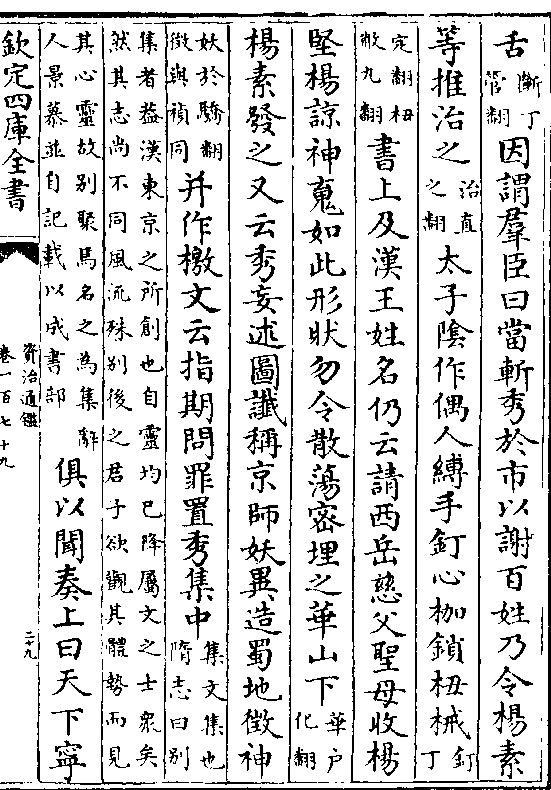 舌斷丁管翻因謂羣臣曰當斬秀於市以謝百姓乃令楊素
等推治之治直之翻太子陰作偶人縛手釘心枷鎖杻械釘丁
定翻杻敕九翻書上及漢王姓名仍云請西岳慈父聖母收楊
堅楊諒神䰟如此形狀勿令散蕩密埋之華山下華戶化翻
楊素發之又云秀妄述圖讖稱京師妖異造蜀地徴神
妖於驕翻徴與禎同并作檄文云指期問罪置秀集中集文集也隋志曰別
集者葢漢東京之所創也自靈均已降屬文之士衆矣
然其志尚不同風流殊別後之君子欲觀其體勢而見
其心靈故別聚焉名之為集辭人景慕並自記載以成書部俱以聞奏上曰天下寧
欽定四庫全書
資治通鑑
卷一百七十九
二九